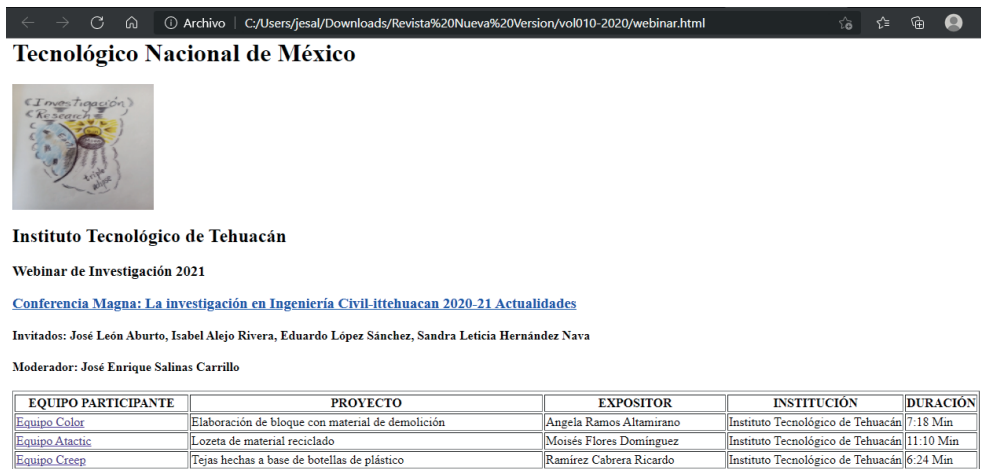 Archivo C:/Users/jesal/Downloads/Revista%20Nueva%20Version/vol010-2020/webinar.html
Tecnológico Nacional de México
(Investigación)
(Research
triple
Instituto Tecnológico de Tehuacán
Webinar de Investigación 2021
Conferencia Magna: La investigación en Ingeniería Civil-ittehuacan 2020-21 Actualidades
Invitados: José León Aburto, Isabel Alejo Rivera, Eduardo López Sánchez, Sandra Leticia Hernández Nava
Moderador: José Enrique Salinas Carrillo
EQUIPO PARTICIPANTE PROYECTO EXPOSITOR INSTITUCIÓN DURACIÓN
Equipo Color Elaboración de bloque con material de demolición Angela Ramos Altamirano Instituto Tecnológico de Tehuacán 7:18 Min
Equipo Atactic Lozeta de material reciclado Moisés Flores Dominguez Instituto Tecnológico de Tehuacán 11:10 Min
Equipo Creep Tejas hechas a base de botellas de plástico Ramírez Cabrera Ricardo Instituto Tecnológico de Tehuacán 6:24 Min